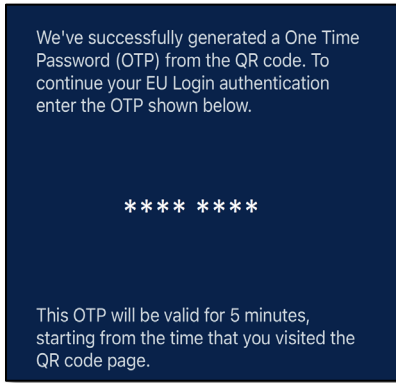 We've successfully generated a One Time
Password (OTP) from the QR code. To
continue your EU Login authentication
enter the OTP shown below.
**** ****
This OTP will be valid for 5 minutes,
starting from the time that you visited the
QR code page.